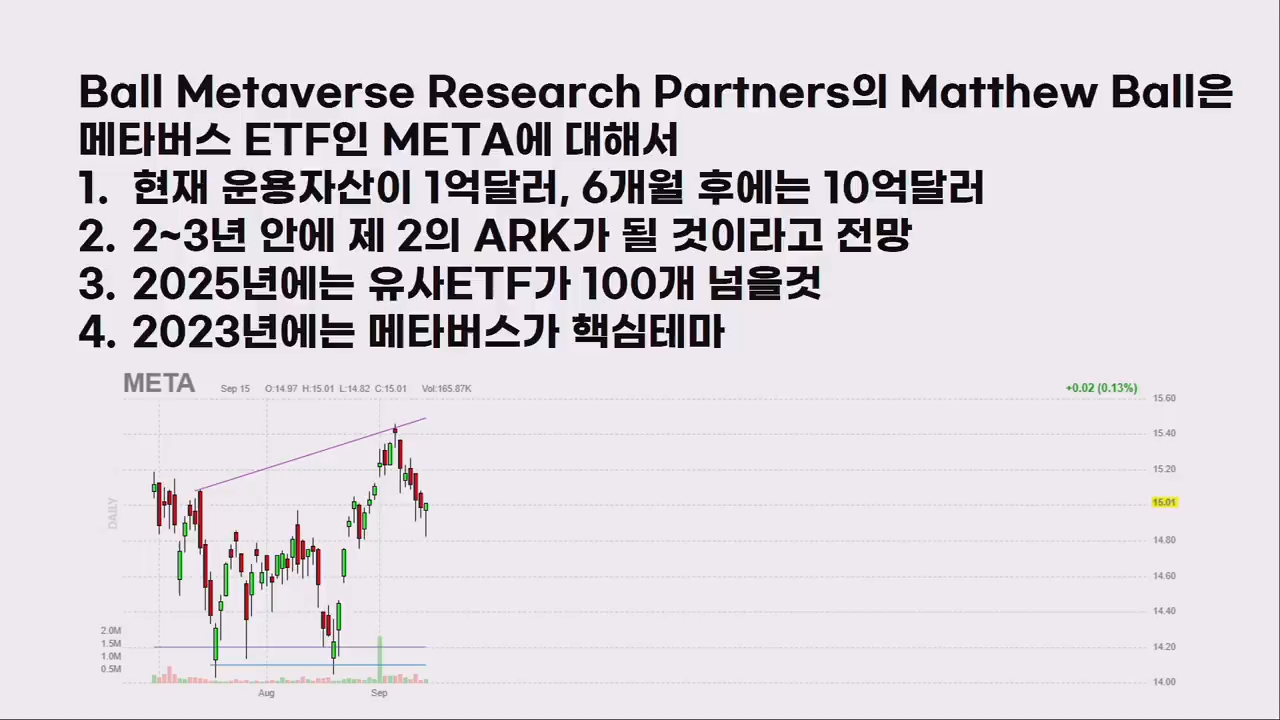 Ball Metaverse Research Partners의 Matthew Ball은
메타버스 ETF인 META에 대해서
1. 현재 운용자산이 1억달러, 6개월 후에는 10억달러
2. 2~3년 안에 제 2의 ARK가 될 것이라고 전망
3. 2025년에는 유사ETF가 100개 넘을것
4. 2023년에는 메타버스가 핵심테마
META Sep 15 O:14.97 H:15.01 L:14.82 C:15.01 Vol:165.87K +0.02 (0.13%)
15.60
15.40
15.20
15.01
DAILY
14.80
14.60
14.40
2.0M
14.20
1.5M
1.0M
0.5M
14.00
Aug Sep